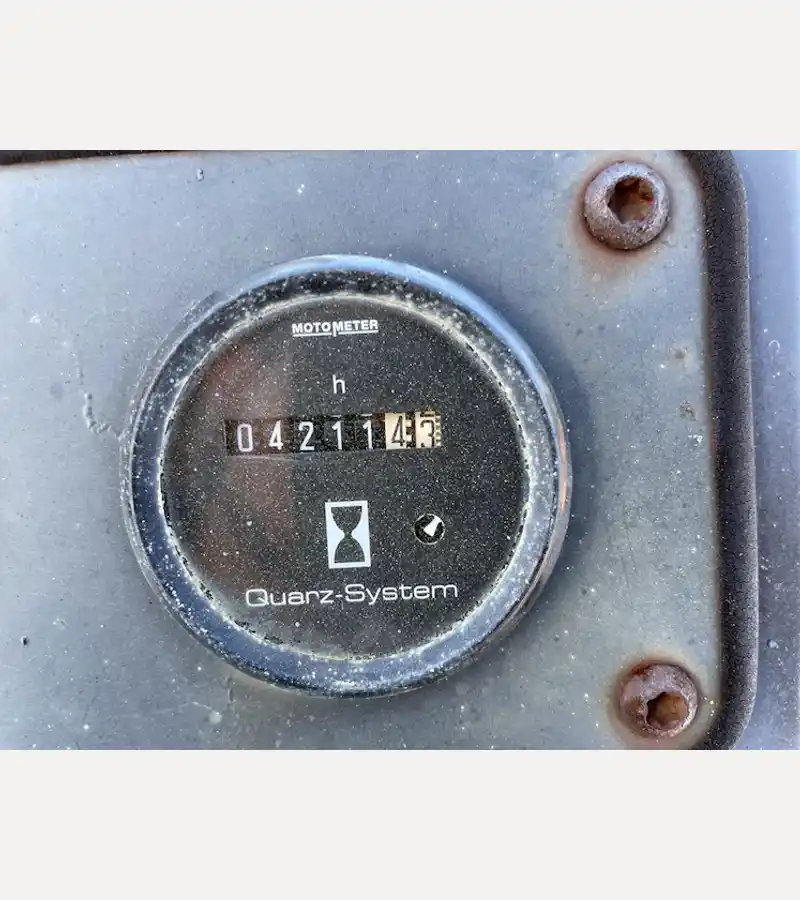 MOTOMETER
h
0421143
Quarz-System